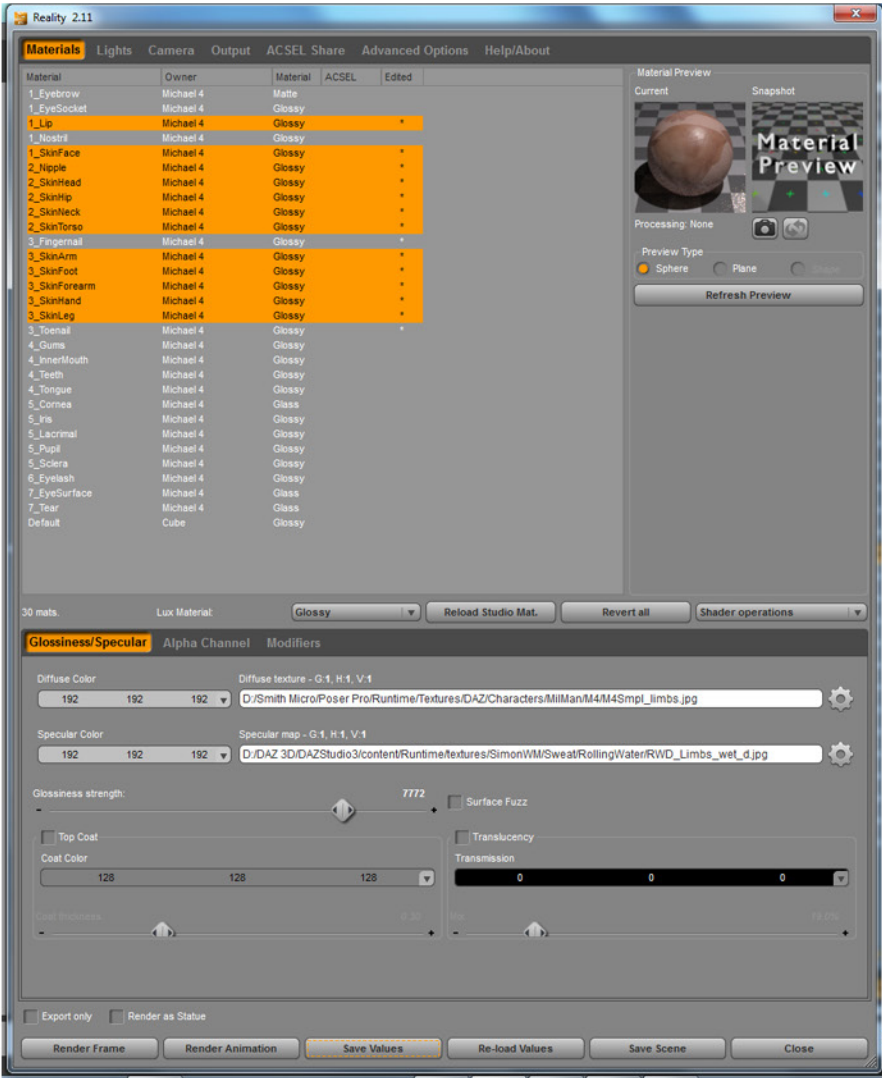 Reality 2.11
Materials Lights Camera Output ACSEL Share Advanced Options Help/About
Material Owner Material ACSEL Edited
1_Eyebrow Michael 4 Matte
1_EyeSocket Michael 4 Glossy
1_Lip Michael 4 Glossy *
1_Nostril Michael 4 Glossy
1_SkinFace Michael 4 Glossy *
2_Nipple Michael 4 Glossy *
2_SkinHead Michael 4 Glossy *
2_SkinHip Michael 4 Glossy *
2_SkinNeck Michael 4 Glossy *
2_SkinTorso Michael 4 Glossy *
3_Fingernail Michael 4 Glossy *
3_SkinArm Michael 4 Glossy *
3_SkinFoot Michael 4 Glossy *
3_SkinForearm Michael 4 Glossy *
3_SkinHand Michael 4 Glossy *
3_SkinLeg Michael 4 Glossy *
3_Toenail Michael 4 Glossy *
4_Gums Michael 4 Glossy
4_InnerMouth Michael 4 Glossy
4_Teeth Michael 4 Glossy
4_Tongue Michael 4 Glossy
5_Cornea Michael 4 Glass
5_Iris Michael 4 Glossy
5_Lacrimal Michael 4 Glossy
5_Pupil Michael 4 Glossy
5_Sclera Michael 4 Glossy
6_Eyelash Michael 4 Glossy
7_EyeSurface Michael 4 Glass
7_Tear Michael 4 Glass
Default Cube Glossy
Material Preview
Current Snapshot
Material
Preview
Processing: None
Preview Type
Sphere Plane Shape
Refresh Preview
30 mats. Lux Material: Glossy Reload Studio Mat. Revert all Shader operations
Glossiness/Specular Alpha Channel Modifiers
Diffuse Color Diffuse texture - G:1, H:1, V:1
192 192 192 D:/Smith Micro/Poser Pro/Runtime/Textures/DAZ/Characters/MilMan/M4/M4Smpl_limbs.jpg
Specular Color Specular map - G:1, H:1, V:1
192 192 192 D:/DAZ 3D/DAZStudio3/content/Runtime/textures/SimonWM/Sweat/RollingWater/RWD_Limbs_wet_d.jpg
Glossiness strength: 7772
- +
Surface Fuzz
Top Coat Translucency
Coat Color Transmission
128 128 128 0 0 0
Coat thickness 0.20 Mix
- + - +
Export only Render as Statue
Render Frame Render Animation Save Values Re-load Values Save Scene Close